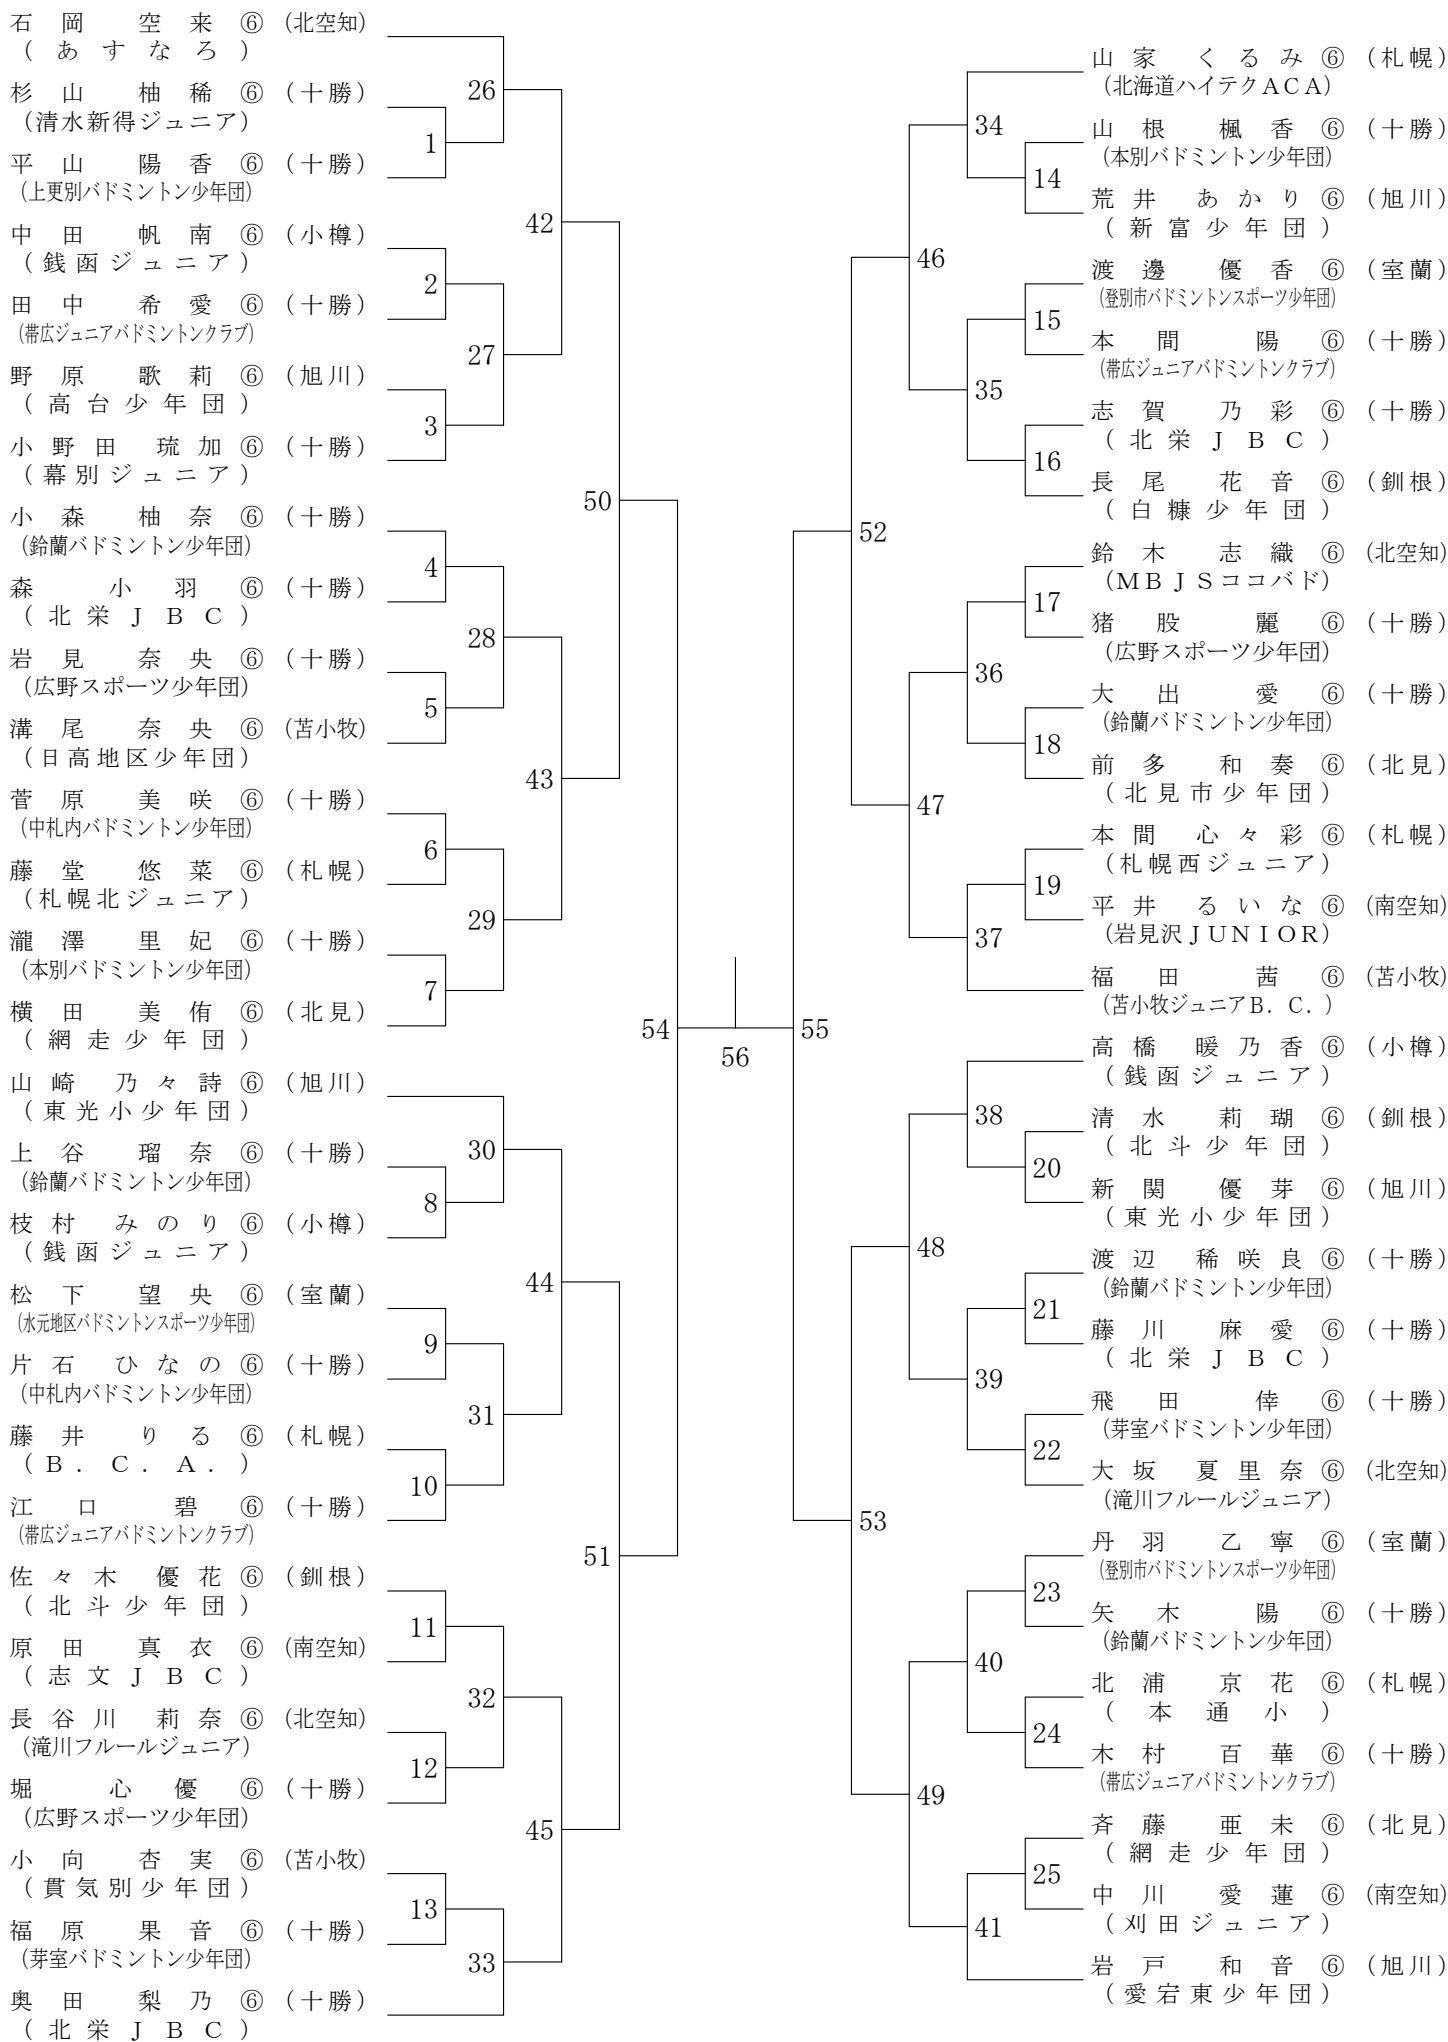 石岡 空来 ⑥ (北空知)
(あすなろ)
26
杉山 柚稀 ⑥ (十勝)
(清水新得ジュニア)
1
平山 陽香 ⑥ (十勝)
(上更別バドミントン少年団)
42
中田 帆南 ⑥ (小樽)
(銭函ジュニア)
2
田中 希愛 ⑥ (十勝)
(帯広ジュニアバドミントンクラブ)
27
野原 歌莉 ⑥ (旭川)
(高台少年団)
3
小野田 琉加 ⑥ (十勝)
(幕別ジュニア)
50
小森 柚奈 ⑥ (十勝)
(鈴蘭バドミントン少年団)
4
森 小羽 ⑥ (十勝)
(北栄JBC)
28
岩見 奈央 ⑥ (十勝)
(広野スポーツ少年団)
5
溝尾 奈央 ⑥ (苫小牧)
(日高地区少年団)
43
菅原 美咲 ⑥ (十勝)
(中札内バドミントン少年団)
6
藤堂 悠菜 ⑥ (札幌)
(札幌北ジュニア)
29
瀧澤 里妃 ⑥ (十勝)
(本別バドミントン少年団)
7
横田 美侑 ⑥ (北見)
(網走少年団)
54
山崎 乃々詩 ⑥ (旭川)
(東光小少年団)
30
上谷 瑠奈 ⑥ (十勝)
(鈴蘭バドミントン少年団)
8
枝村 みのり ⑥ (小樽)
(銭函ジュニア)
44
松下 望央 ⑥ (室蘭)
(水元地区バドミントンスポーツ少年団)
9
片石 ひなの ⑥ (十勝)
(中札内バドミントン少年団)
31
藤井 りる ⑥ (札幌)
(B.C.A.)
10
江口 碧 ⑥ (十勝)
(帯広ジュニアバドミントンクラブ)
51
佐々木 優花 ⑥ (釧根)
(北斗少年団)
11
原田 真衣 ⑥ (南空知)
(志文JBC)
32
長谷川 莉奈 ⑥ (北空知)
(滝川フルールジュニア)
12
堀 心優 ⑥ (十勝)
(広野スポーツ少年団)
45
小向 杏実 ⑥ (苫小牧)
(貫気別少年団)
13
福原 果音 ⑥ (十勝)
(芽室バドミントン少年団)
33
奥田 梨乃 ⑥ (十勝)
(北栄JBC)
56
山家 くるみ ⑥ (札幌)
(北海道ハイテクACA)
34
山根 楓香 ⑥ (十勝)
(本別バドミントン少年団)
14
荒井 あかり ⑥ (旭川)
(新富少年団)
46
渡邊 優香 ⑥ (室蘭)
(登別市バドミントンスポーツ少年団)
15
本間 陽 ⑥ (十勝)
(帯広ジュニアバドミントンクラブ)
35
志賀 乃彩 ⑥ (十勝)
(北栄JBC)
16
長尾 花音 ⑥ (釧根)
(白糠少年団)
52
鈴木 志織 ⑥ (北空知)
(MBJSココバド)
17
猪股 麗 ⑥ (十勝)
(広野スポーツ少年団)
36
大出 愛 ⑥ (十勝)
(鈴蘭バドミントン少年団)
18
前多 和奏 ⑥ (北見)
(北見市少年団)
47
本間 心々彩 ⑥ (札幌)
(札幌西ジュニア)
19
平井 るいな ⑥ (南空知)
(岩見沢JUNIOR)
37
福田 茜 ⑥ (苫小牧)
(苫小牧ジュニアB.C.)
55
高橋 暖乃香 ⑥ (小樽)
(銭函ジュニア)
38
清水 莉瑚 ⑥ (釧根)
(北斗少年団)
20
新関 優芽 ⑥ (旭川)
(東光小少年団)
48
渡辺 稀咲良 ⑥ (十勝)
(鈴蘭バドミントン少年団)
21
藤川 麻愛 ⑥ (十勝)
(北栄JBC)
39
飛田 倖 ⑥ (十勝)
(芽室バドミントン少年団)
22
大坂 夏里奈 ⑥ (北空知)
(滝川フルールジュニア)
53
丹羽 乙寧 ⑥ (室蘭)
(登別市バドミントンスポーツ少年団)
23
矢木 陽 ⑥ (十勝)
(鈴蘭バドミントン少年団)
40
北浦 京花 ⑥ (札幌)
(本通小)
24
木村 百華 ⑥ (十勝)
(帯広ジュニアバドミントンクラブ)
49
斉藤 亜未 ⑥ (北見)
(網走少年団)
25
中川 愛蓮 ⑥ (南空知)
(刈田ジュニア)
41
岩戸 和音 ⑥ (旭川)
(愛宕東少年団)